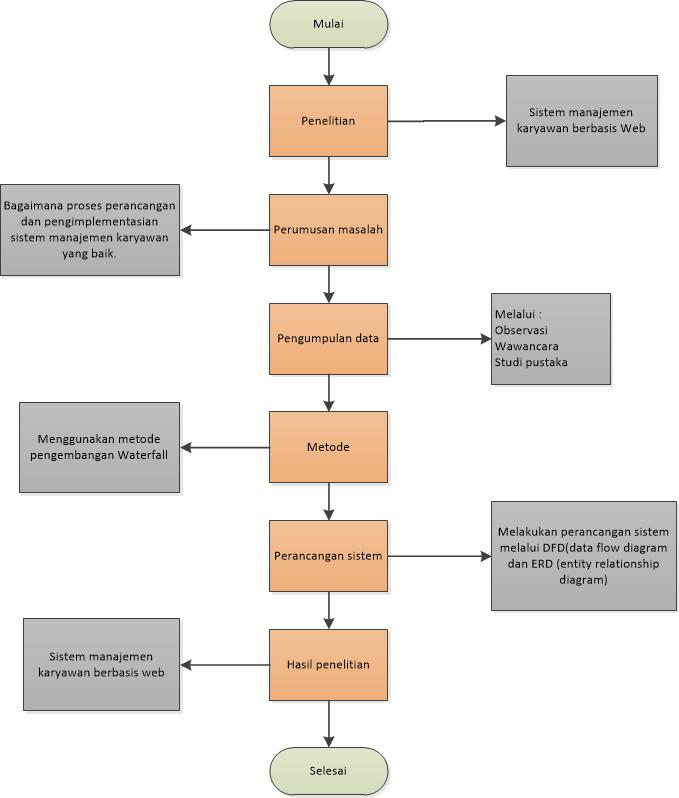 Mulai
Penelitian
Sistem manajemen
karyawan berbasis Web
Perumusan masalah
Bagaimana proses perancangan
dan pengimplementasian
sistem manajemen karyawan
yang baik.
Pengumpulan data
Melalui :
Observasi
Wawancara
Studi pustaka
Metode
Menggunakan metode
pengembangan Waterfall
Perancangan sistem
Melakukan perancangan sistem
melalui DFD(data flow diagram
dan ERD (entity relationship
diagram)
Hasil penelitian
Sistem manajemen
karyawan berbasis web
Selesai